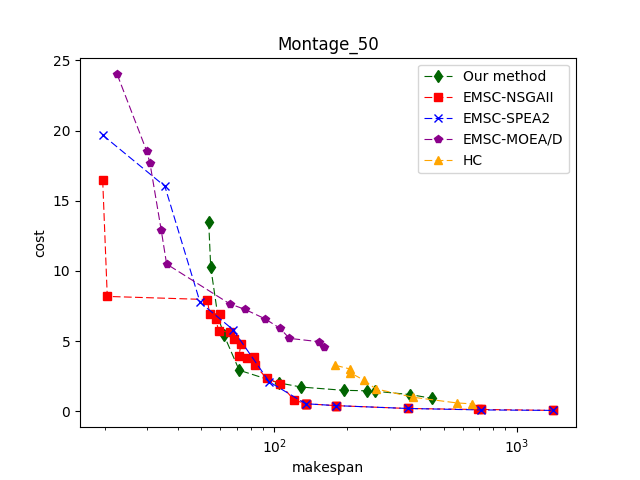 Montage_50
25
20
15
10
5
0
cost
10²
10³
makespan
Our method
EMSC-NSGAII
EMSC-SPEA2
EMSC-MOEA/D
HC